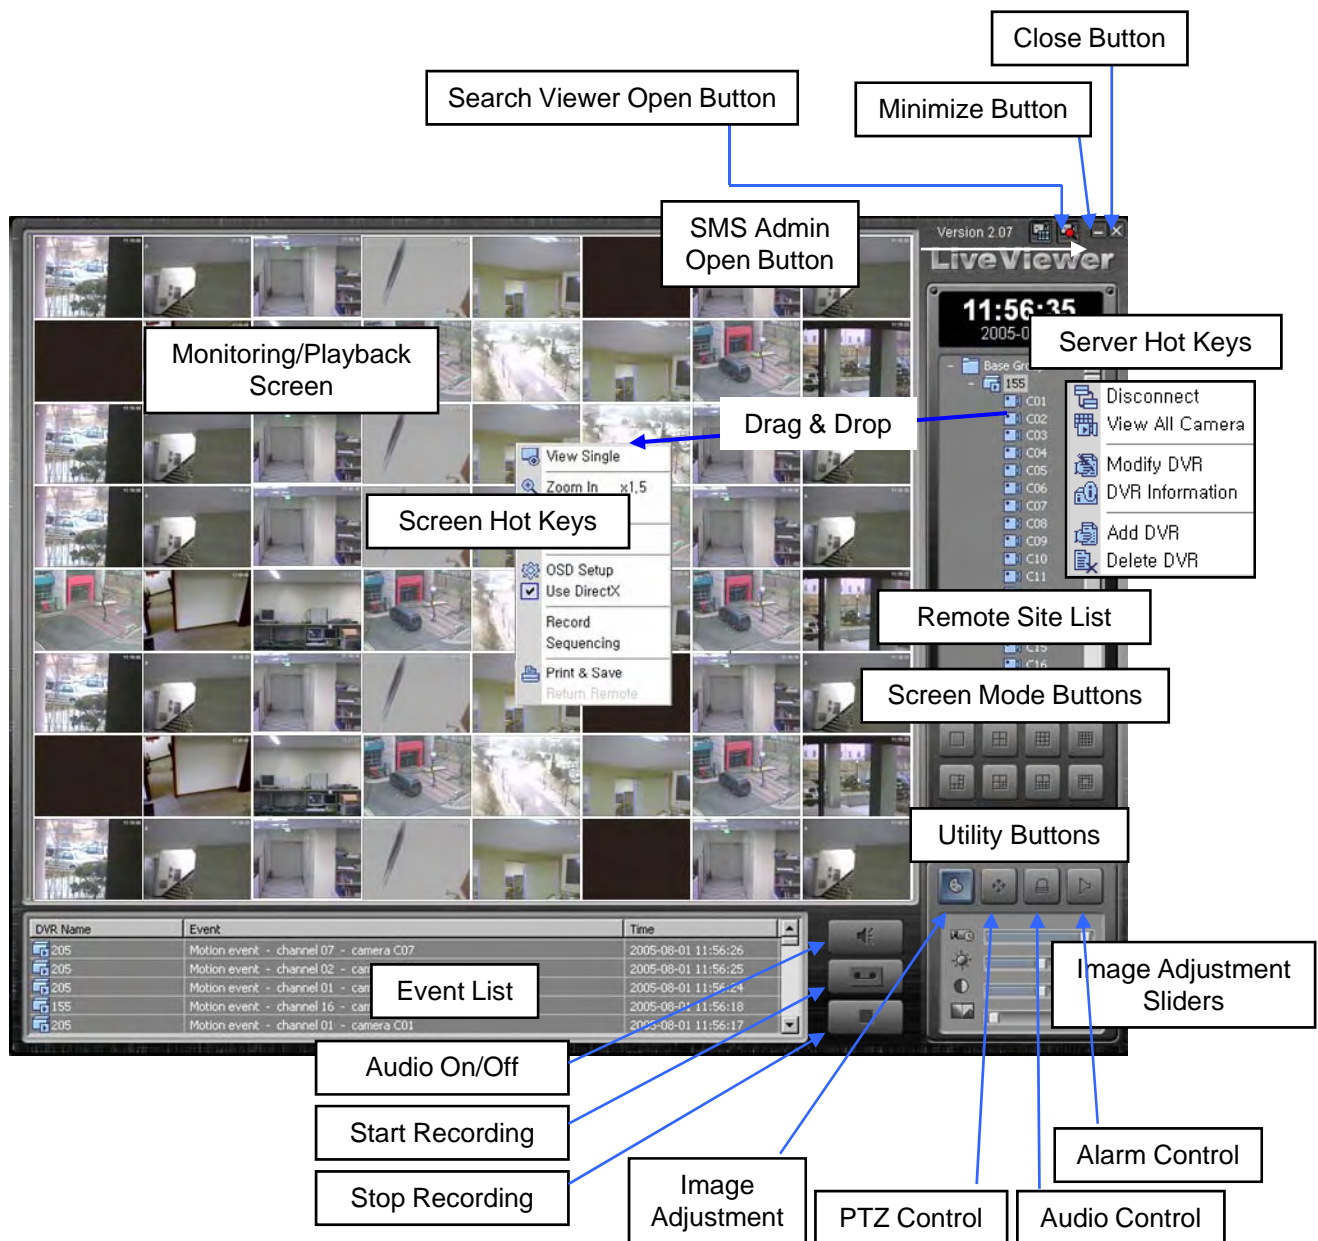 Close Button
Search Viewer Open Button
Minimize Button
SMS Admin
Open Button
Version 2.07
LiveViewer
11:56:35
2005-0
Monitoring/Playback
Screen
Server Hot Keys
Base Gro
155
C01
C02
C03
C04
C05
C06
C07
C08
C09
C10
C11
C15
C16
Disconnect
View All Camera
Modify DVR
DVR Information
Add DVR
Delete DVR
Drag & Drop
View Single
Zoom In x1,5
Screen Hot Keys
OSD Setup
Use DirectX
Record
Sequencing
Print & Save
Return Remote
Remote Site List
Screen Mode Buttons
Utility Buttons
DVR Name Event Time
205 Motion event - channel 07 - camera C07 2005-08-01 11:56:26
205 Motion event - channel 02 - cam 2005-08-01 11:56:25
205 Motion event - channel 01 - cam 2005-08-01 11:56:24
155 Motion event - channel 16 - cam 2005-08-01 11:56:18
205 Motion event - channel 01 - camera C01 2005-08-01 11:56:17
Event List
Image Adjustment
Sliders
Audio On/Off
Start Recording
Stop Recording
Image
Adjustment
PTZ Control
Audio Control
Alarm Control